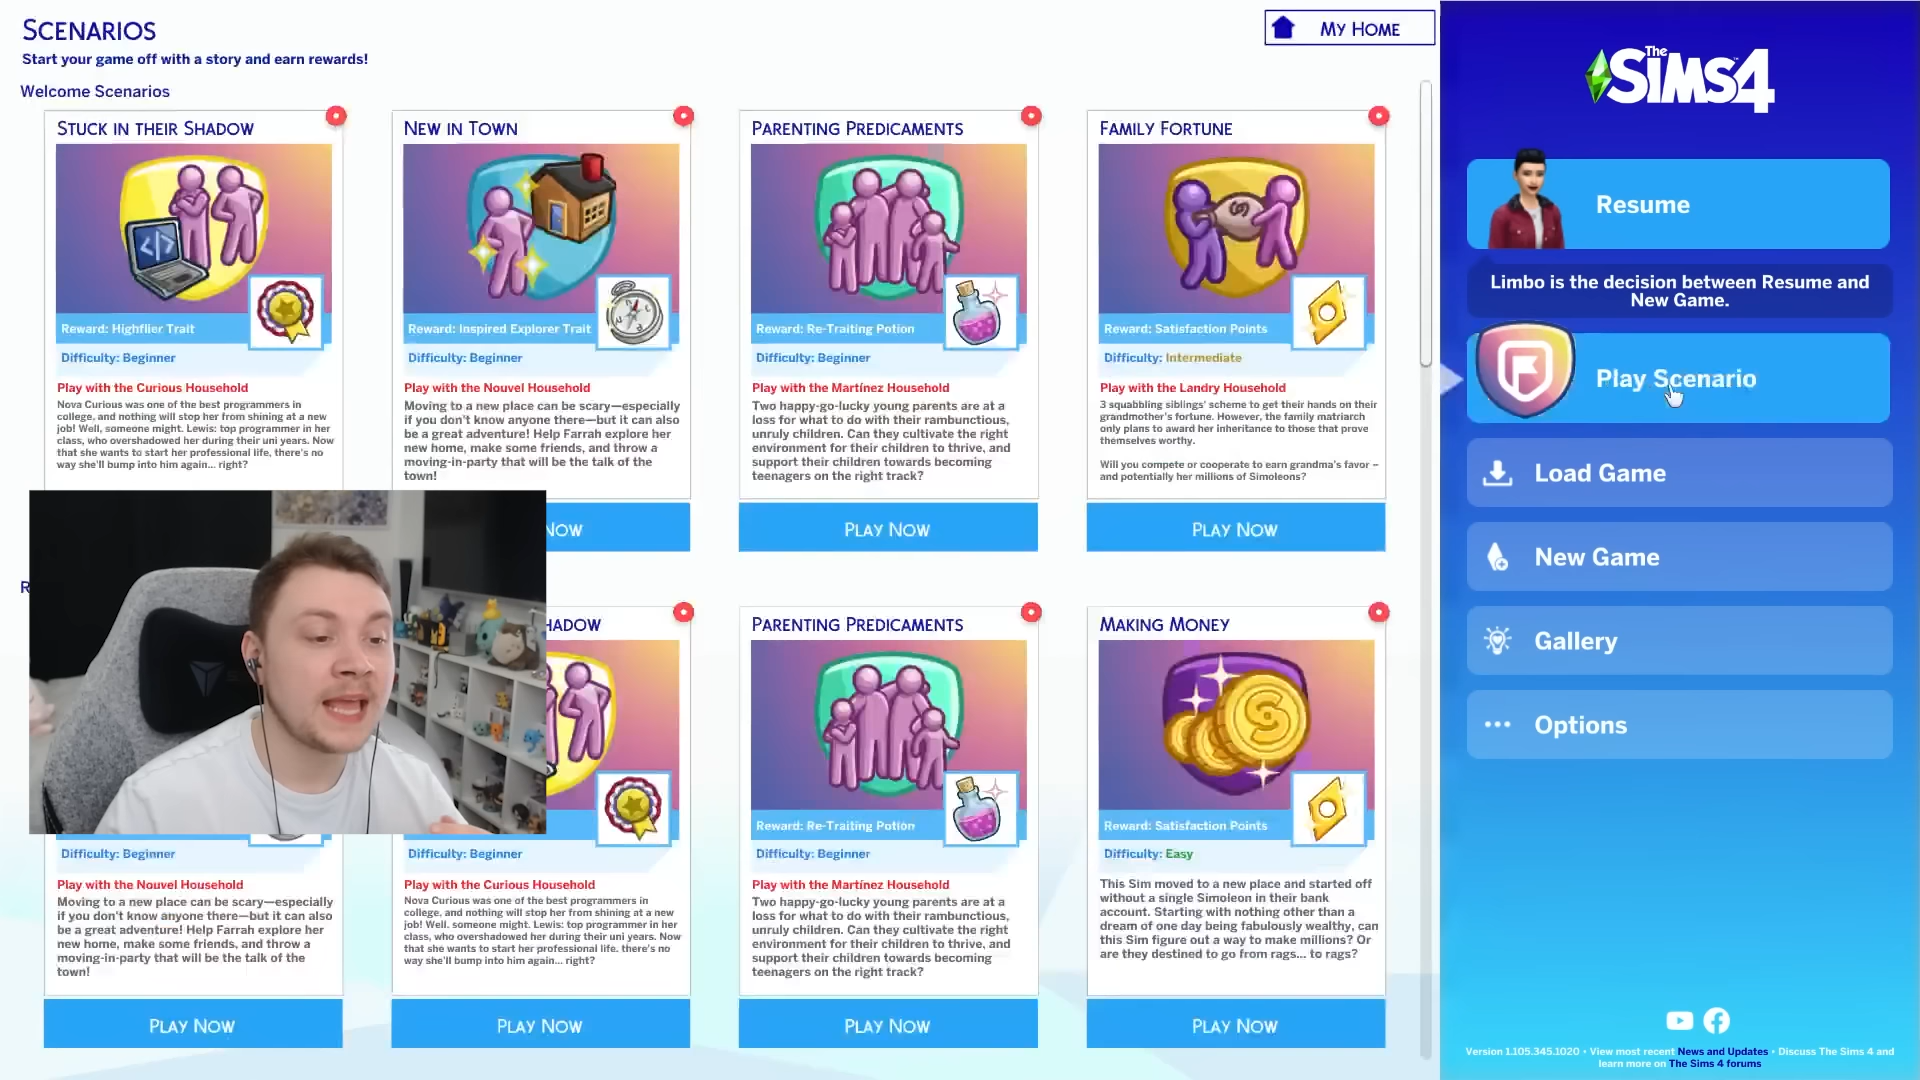 SCENARIOS
Start your game off with a story and earn rewards!
MY HOME
Welcome Scenarios
STUCK IN THEIR SHADOW
Reward: Highflier Trait
Difficulty: Beginner
Play with the Curious Household
Nova Curious was one of the best programmers in
college, and nothing will stop her from shining at a new
job! Well, someone might. Lewis: top programmer in her
class, who overshadowed her during their uni years. Now
that she wants to start her professional life, there's no
way she'll bump into him again... right?
NEW IN TOWN
Reward: Inspired Explorer Trait
Difficulty: Beginner
Play with the Nouvel Household
Moving to a new place can be scary—especially
if you don't know anyone there—but it can also
be a great adventure! Help Farrah explore her
new home, make some friends, and throw a
moving-in-party that will be the talk of the
town!
NOW
PARENTING PREDICAMENTS
Reward: Re-Traiting Potion
Difficulty: Beginner
Play with the Martínez Household
Two happy-go-lucky young parents are at a
loss for what to do with their rambunctious,
unruly children. Can they cultivate the right
environment for their children to thrive, and
support their children towards becoming
teenagers on the right track?
PLAY NOW
FAMILY FORTUNE
Reward: Satisfaction Points
Difficulty: Intermediate
Play with the Landry Household
3 squabbling siblings' scheme to get their hands on their
grandmother's fortune. However, the family matriarch
only plans to award her inheritance to those that prove
themselves worthy.
Will you compete or cooperate to earn grandma's favor –
and potentially her millions of Simoleons?
PLAY NOW
Difficulty: Beginner
Play with the Nouvel Household
Moving to a new place can be scary—especially
if you don't know anyone there—but it can also
be a great adventure! Help Farrah explore her
new home, make some friends, and throw a
moving-in-party that will be the talk of the
town!
PLAY NOW
HADOW
Difficulty: Beginner
Play with the Curious Household
Nova Curious was one of the best programmers in
college, and nothing will stop her from shining at a new
job! Well, someone might. Lewis: top programmer in her
class, who overshadowed her during their uni years. Now
that she wants to start her professional life, there's no
way she'll bump into him again... right?
PLAY NOW
PARENTING PREDICAMENTS
Reward: Re-Traiting Potion
Difficulty: Beginner
Play with the Martínez Household
Two happy-go-lucky young parents are at a
loss for what to do with their rambunctious,
unruly children. Can they cultivate the right
environment for their children to thrive, and
support their children towards becoming
teenagers on the right track?
PLAY NOW
MAKING MONEY
Reward: Satisfaction Points
Difficulty: Easy
This Sim moved to a new place and started off
without a single Simoleon in their bank
account. Starting with nothing other than a
dream of one day being fabulously wealthy, can
this Sim figure out a way to make millions? Or
are they destined to go from rags... to rags?
PLAY NOW
The SIMS 4
Resume
Limbo is the decision between Resume and
New Game.
Play Scenario
Load Game
New Game
Gallery
Options
Version 1.105.345.1020 • View most recent News and Updates • Discuss The Sims 4 and
learn more on The Sims 4 forums